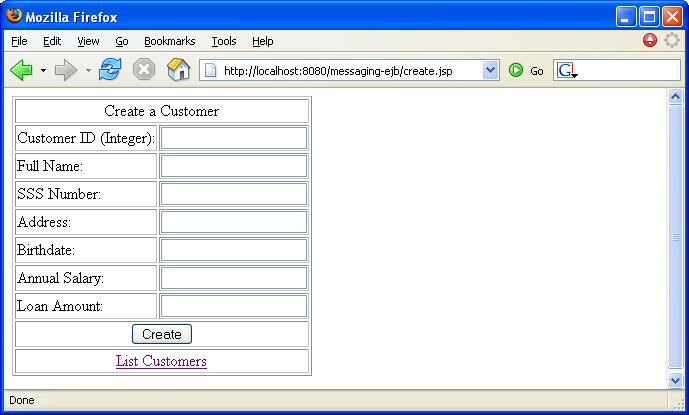 Mozilla Firefox
File Edit View Go Bookmarks Tools Help
http://localhost:8080/messaging-ejb/create.jsp Go G
Create a Customer
Customer ID (Integer):
Full Name:
SSS Number:
Address:
Birthdate:
Annual Salary:
Loan Amount:
Create
List Customers
Done